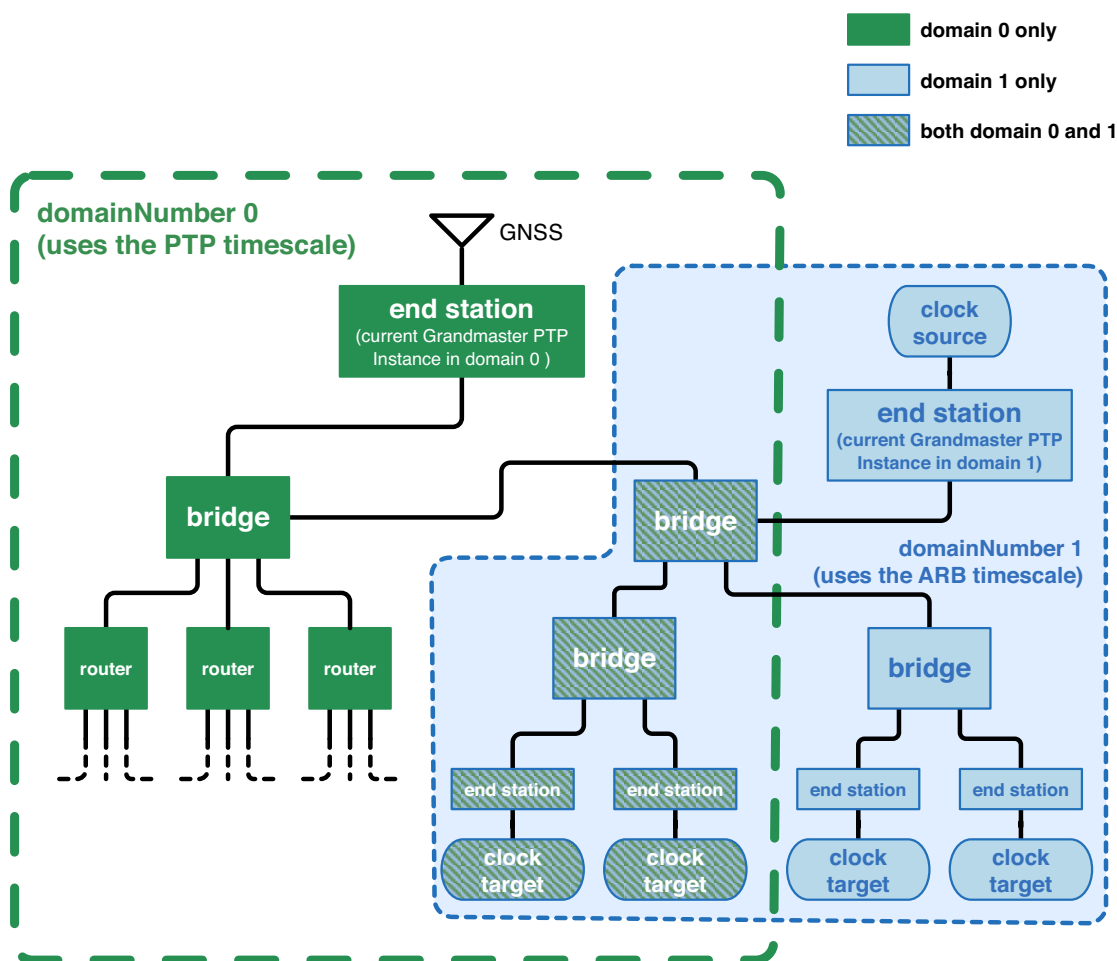 domain 0 only
domain 1 only
both domain 0 and 1
domainNumber 0
(uses the PTP timescale)
GNSS
end station
(current Grandmaster PTP
Instance in domain 0 )
clock
source
end station
(current Grandmaster PTP
Instance in domain 1)
bridge
bridge
domainNumber 1
(uses the ARB timescale)
router
router
router
bridge
bridge
end station
end station
end station
end station
clock
target
clock
target
clock
target
clock
target